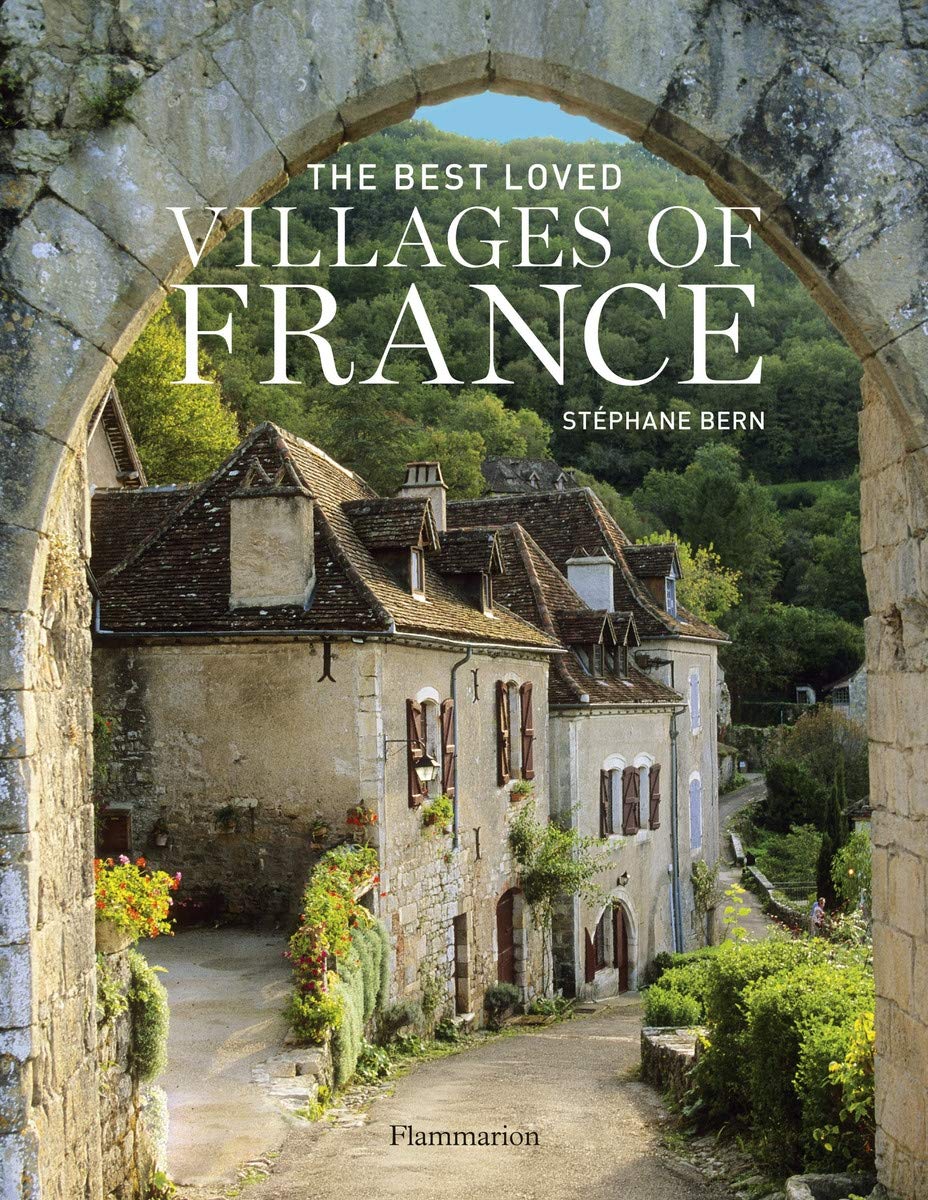 THE BEST LOVED
VILLAGES OF
FRANCE
STÉPHANE BERN
Flammarion